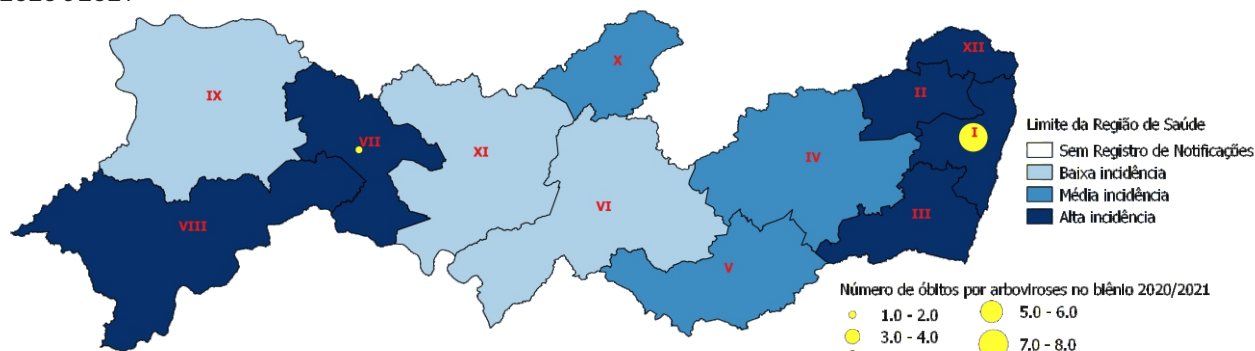 XII
X
IX
II
I
VII
XI
IV
VI
III
VIII
V
Limite da Região de Saúde
Sem Registro de Notificações
Baixa incidência
Média incidência
Alta incidência
Número de óbitos por arboviroses no biênio 2020/2021
1.0 - 2.0
5.0 - 6.0
3.0 - 4.0
7.0 - 8.0